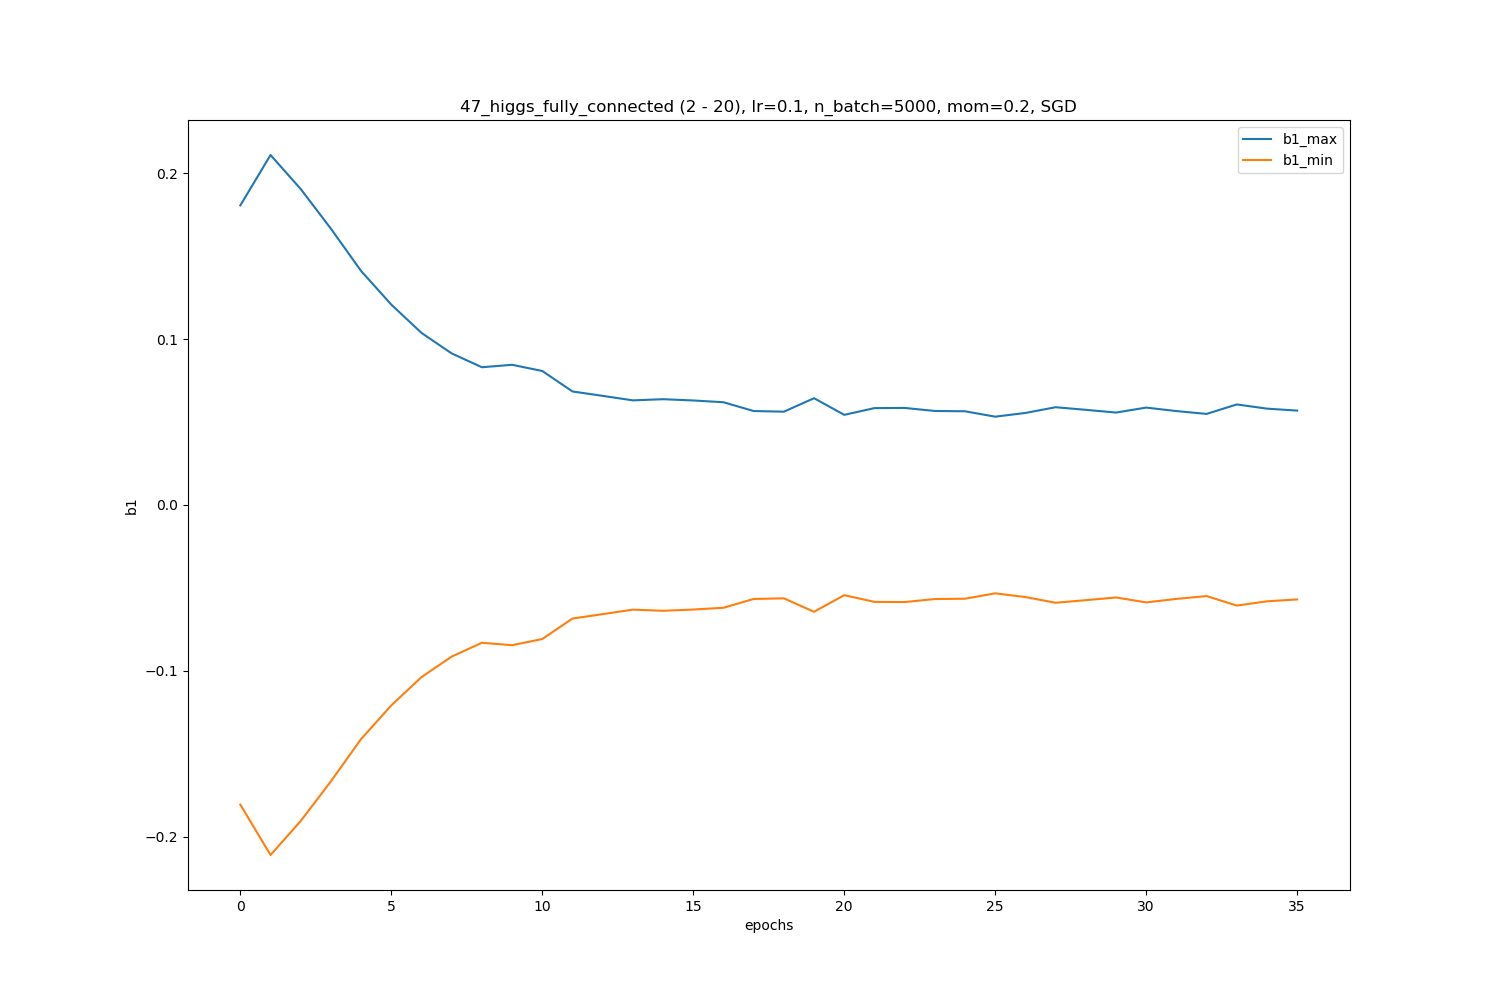 47_higgs_fully_connected (2 - 20), lr=0.1, n_batch=5000, mom=0.2, SGD
b1_max
b1_min
0.2
0.1
0.0
−0.1
−0.2
b1
0 5 10 15 20 25 30 35
epochs